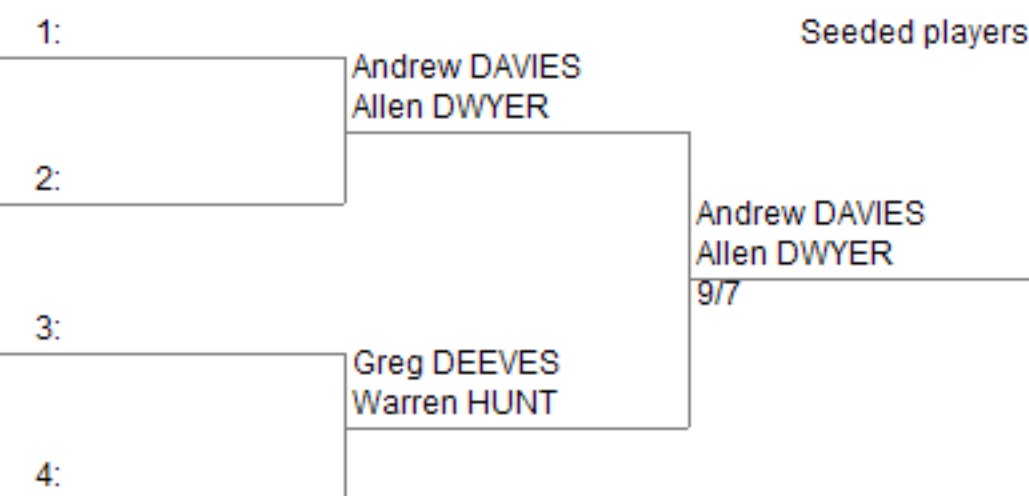 1:
Seeded players
Andrew DAVIES
Allen DWYER
2:
Andrew DAVIES
Allen DWYER
9/7
3:
Greg DEEVES
Warren HUNT
4: